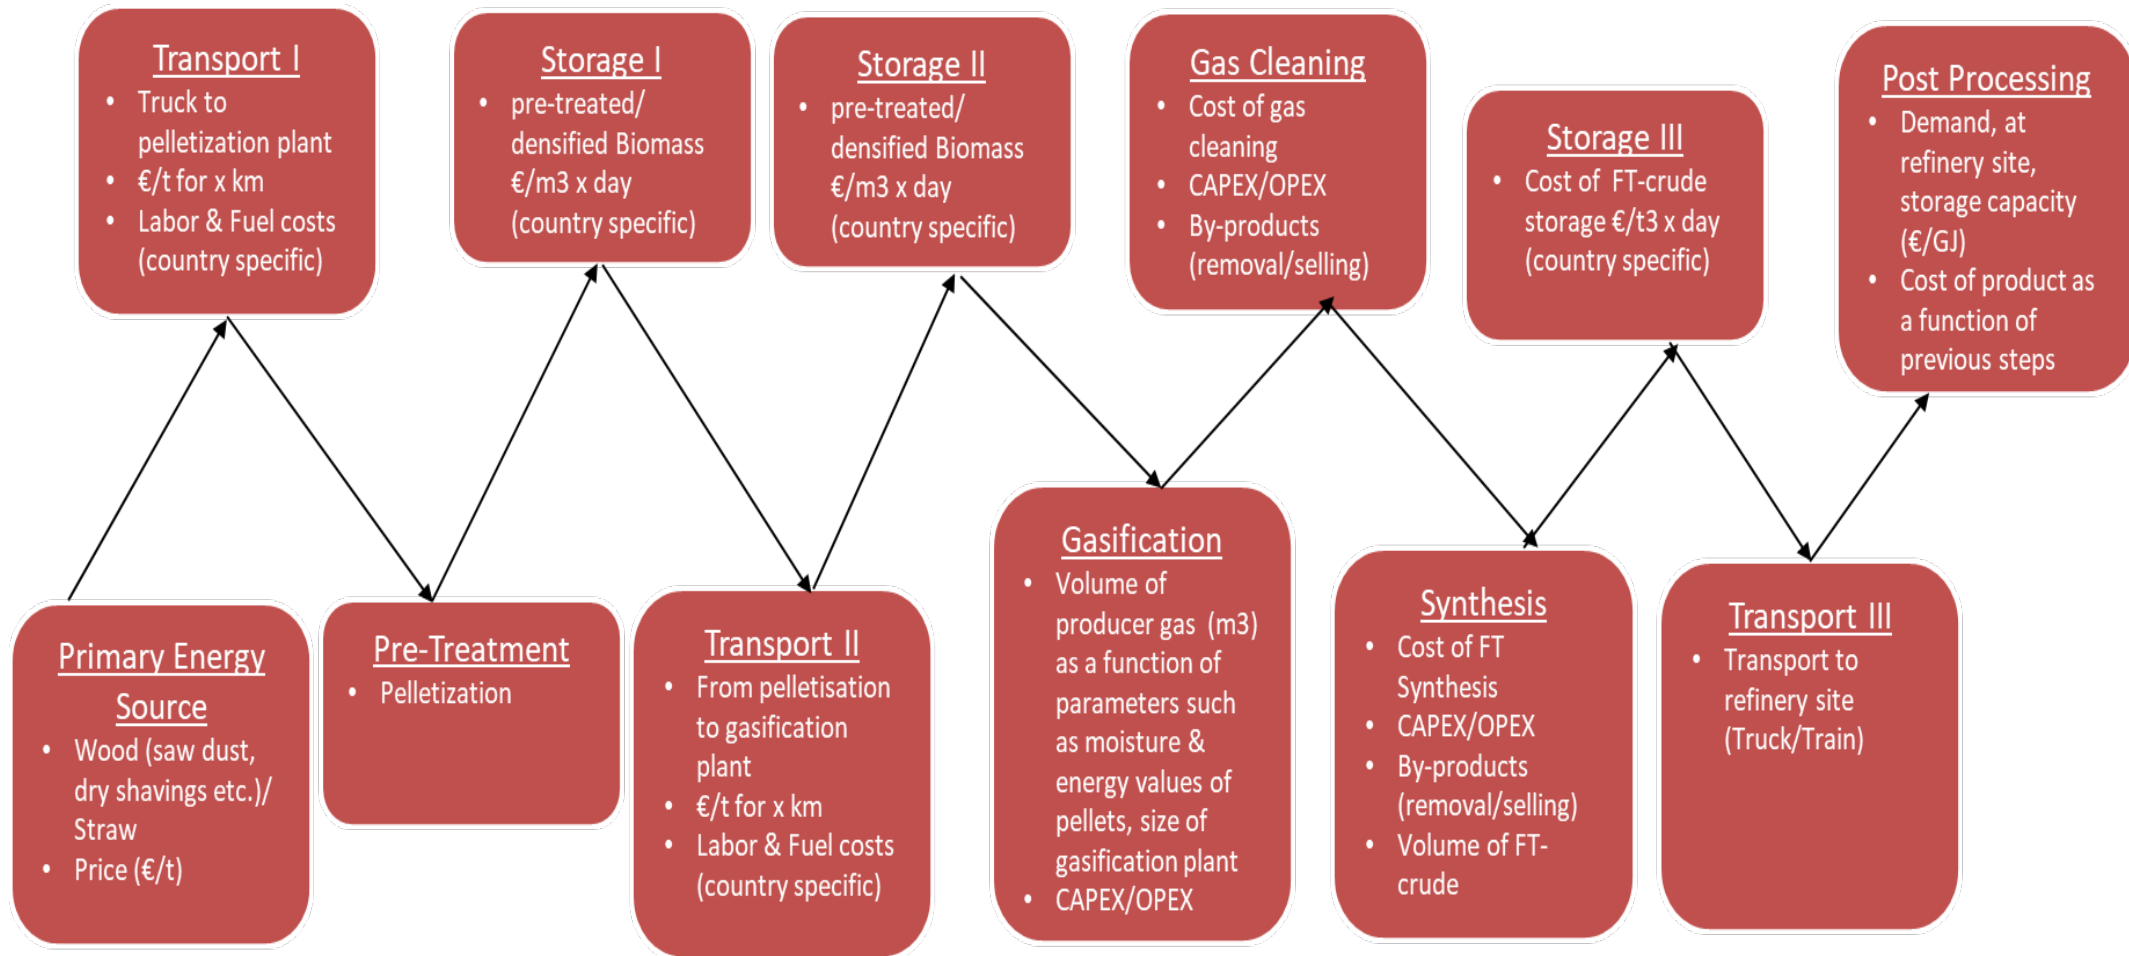 Transport I
• Truck to
pelletization plant
• €/t for x km
• Labor & Fuel costs
(country specific)
Storage I
• pre-treated/
densified Biomass
€/m3 x day
(country specific)
Storage II
• pre-treated/
densified Biomass
€/m3 x day
(country specific)
Gas Cleaning
• Cost of gas
cleaning
• CAPEX/OPEX
• By-products
(removal/selling)
Storage III
• Cost of FT-crude
storage €/t3 x day
(country specific)
Post Processing
• Demand, at
refinery site,
storage capacity
(€/GJ)
• Cost of product as
a function of
previous steps
Primary Energy
Source
• Wood (saw dust,
dry shavings etc.)/
Straw
• Price (€/t)
Pre-Treatment
• Pelletization
Transport II
• From pelletisation
to gasification
plant
• €/t for x km
• Labor & Fuel costs
(country specific)
Gasification
• Volume of
producer gas (m3)
as a function of
parameters such
as moisture &
energy values of
pellets, size of
gasification plant
• CAPEX/OPEX
Synthesis
• Cost of FT
Synthesis
• CAPEX/OPEX
• By-products
(removal/selling)
• Volume of FT-
crude
Transport III
• Transport to
refinery site
(Truck/Train)